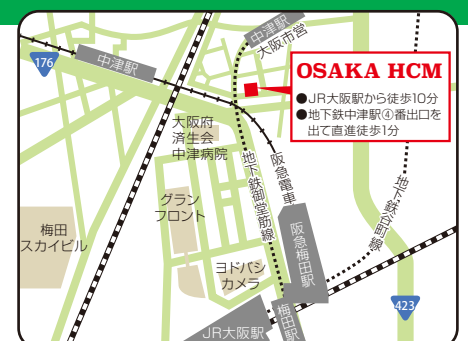 176
中津駅
中津駅
大阪市営
OSAKA HCM
●JR大阪駅から徒歩10分
●地下鉄中津駅④番出口を
出て直進徒歩1分
大阪府
済生会
中津病院
地下鉄御堂筋線
阪急電車
地下鉄谷町線
グラン
フロント
梅田
スカイビル
阪急梅田駅
ヨドバシ
カメラ
梅田駅
JR大阪駅
423